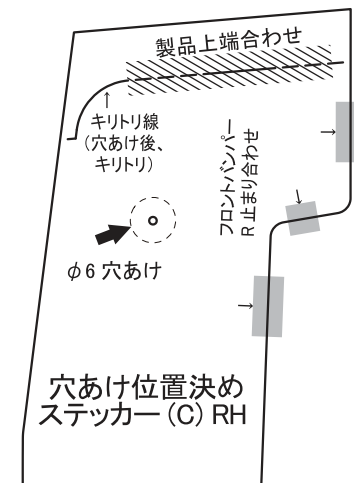 製品上端合わせ
↑
キリトリ線
(穴あけ後、
キリトリ)
フロントバンパー
R 止まり合わせ
→
↓
→
φ6 穴あけ
穴あけ位置決め
ステッカー(C) RH